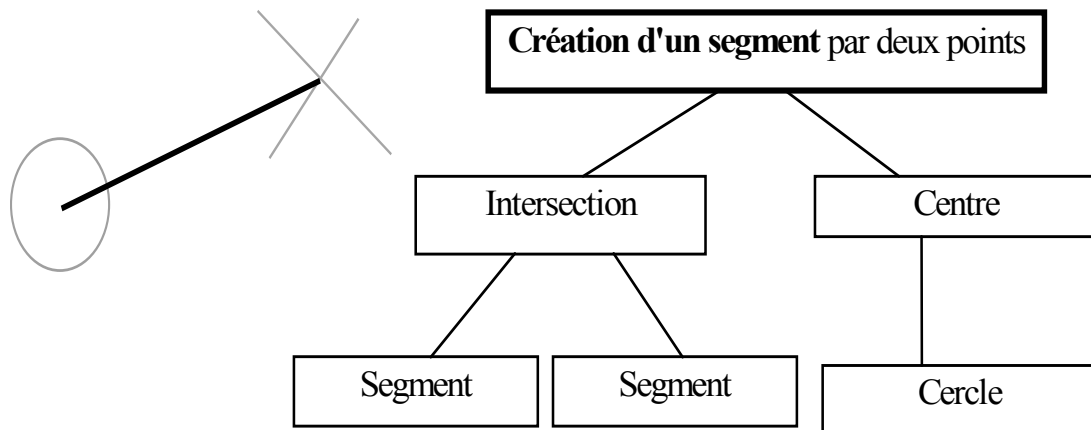 Création d'un segment par deux points
Intersection
Centre
Segment
Segment
Cercle